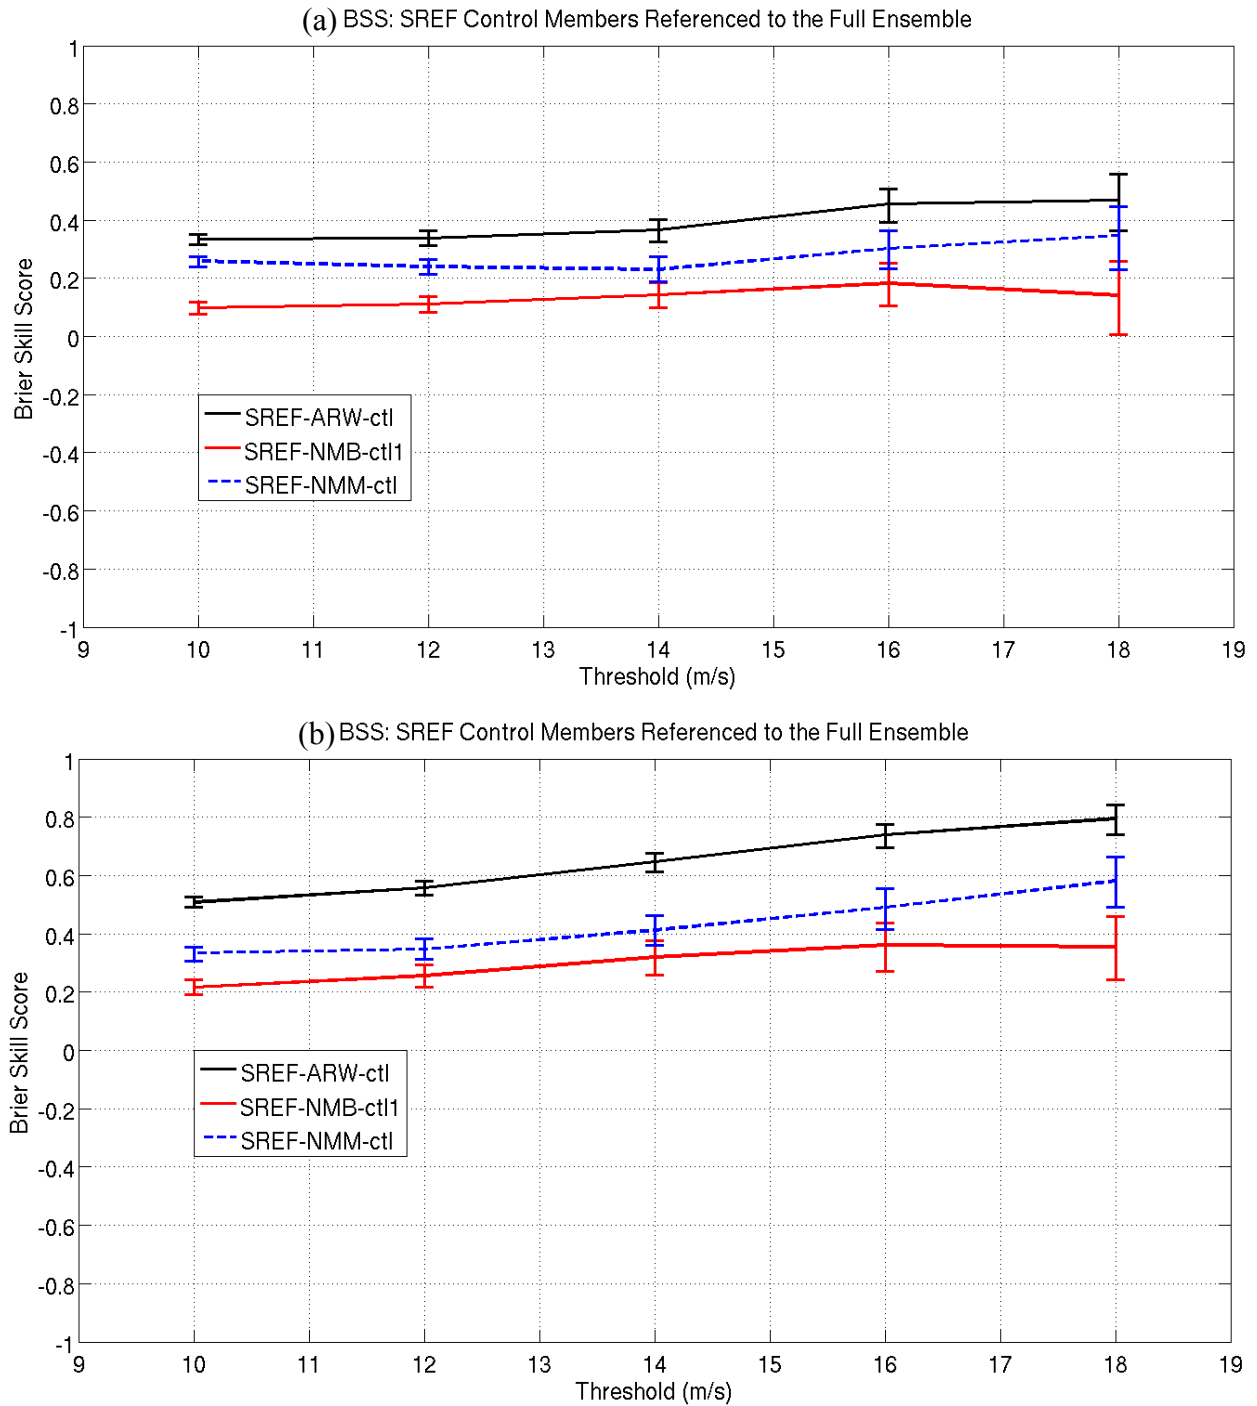 (a) BSS: SREF Control Members Referenced to the Full Ensemble
1
0.8
0.6
0.4
0.2
0
-0.2
-0.4
-0.6
-0.8
-1
Brier Skill Score
SREF-ARW-ctl
SREF-NMB-ctl1
SREF-NMM-ctl
9 10 11 12 13 14 15 16 17 18 19
Threshold (m/s)
(b) BSS: SREF Control Members Referenced to the Full Ensemble
1
0.8
0.6
0.4
0.2
0
-0.2
-0.4
-0.6
-0.8
-1
Brier Skill Score
SREF-ARW-ctl
SREF-NMB-ctl1
SREF-NMM-ctl
9 10 11 12 13 14 15 16 17 18 19
Threshold (m/s)